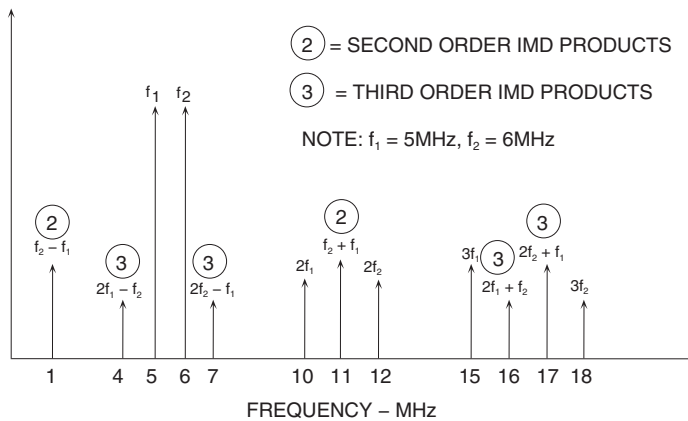 ② = SECOND ORDER IMD PRODUCTS
③ = THIRD ORDER IMD PRODUCTS
NOTE: f₁ = 5MHz, f₂ = 6MHz
f₁ f₂
②
f₂ – f₁
③
2f₁ – f₂
③
2f₂ – f₁
2f₁
②
f₂ + f₁
2f₂
3f₁
③
2f₁ + f₂
③
2f₂ + f₁
3f₂
1 4 5 6 7 10 11 12 15 16 17 18
FREQUENCY – MHz